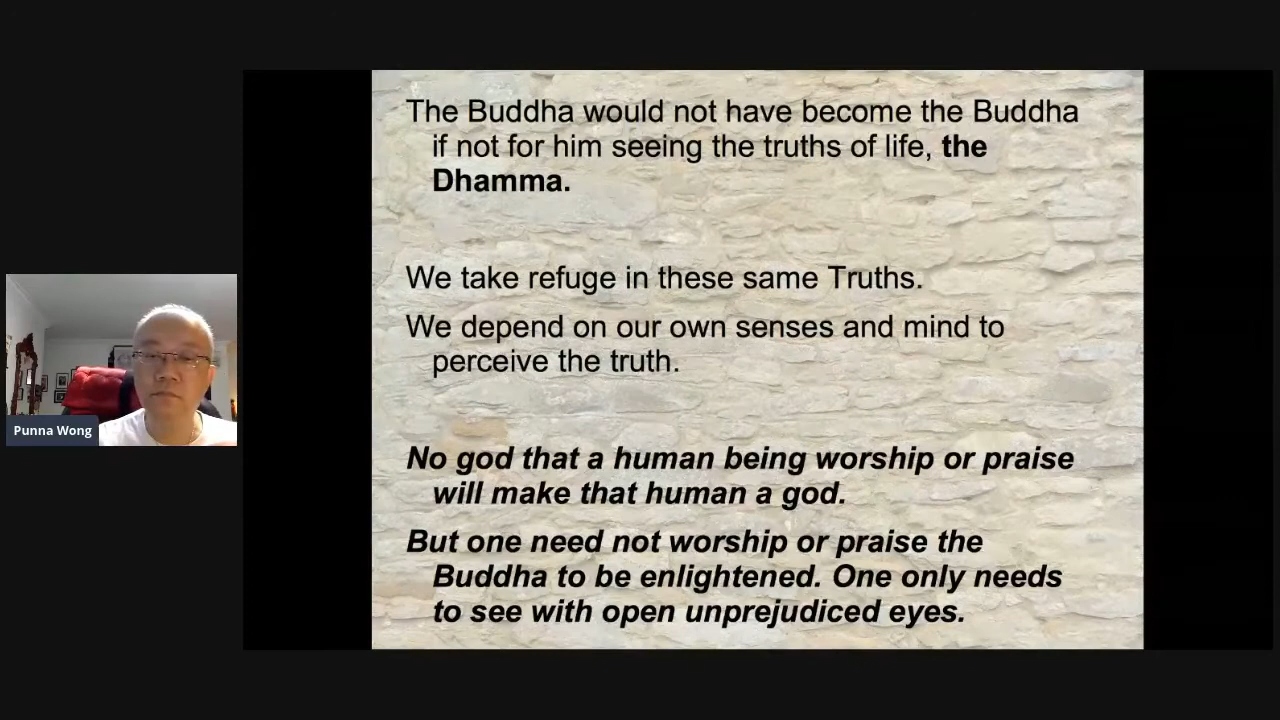 The Buddha would not have become the Buddha
if not for him seeing the truths of life, the
Dhamma.
We take refuge in these same Truths.
We depend on our own senses and mind to
perceive the truth.
No god that a human being worship or praise
will make that human a god.
But one need not worship or praise the
Buddha to be enlightened. One only needs
to see with open unprejudiced eyes.
Punna Wong